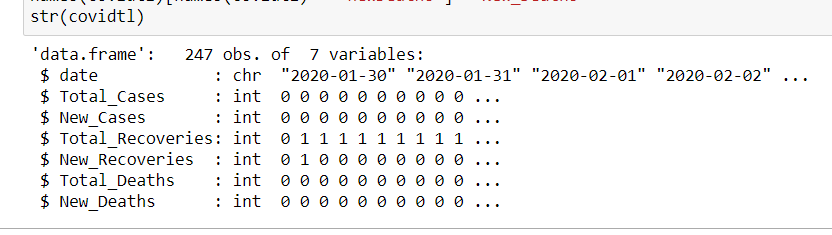 str(covidtl)
'data.frame':   247 obs. of  7 variables:
 $ date            : chr  "2020-01-30" "2020-01-31" "2020-02-01" "2020-02-02" ...
 $ Total_Cases     : int  0 0 0 0 0 0 0 0 0 0 ...
 $ New_Cases       : int  0 0 0 0 0 0 0 0 0 0 ...
 $ Total_Recoveries: int  0 1 1 1 1 1 1 1 1 1 ...
 $ New_Recoveries  : int  0 1 0 0 0 0 0 0 0 0 ...
 $ Total_Deaths    : int  0 0 0 0 0 0 0 0 0 0 ...
 $ New_Deaths      : int  0 0 0 0 0 0 0 0 0 0 ...